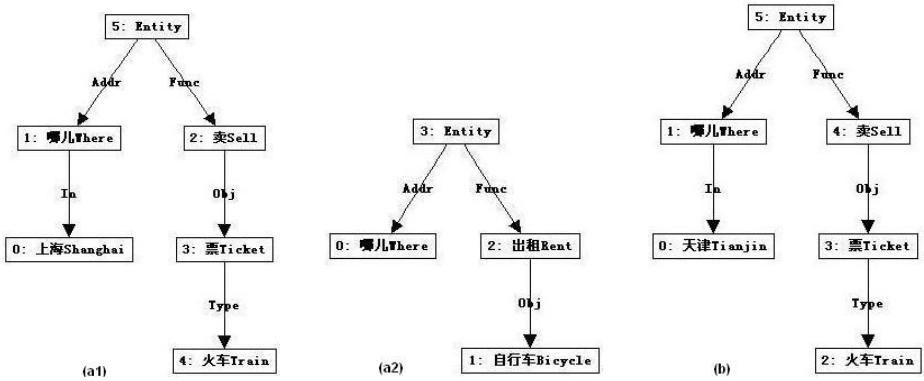 5: Entity
Addr
Func
1: 哪儿Where
2: 卖Sell
In
Obj
0: 上海Shanghai
3: 票Ticket
Type
4: 火车Train
(a1)
3: Entity
Addr
Func
0: 哪儿Where
2: 出租Rent
Obj
1: 自行车Bicycle
(a2)
5: Entity
Addr
Func
1: 哪儿Where
4: 卖Sell
In
Obj
0: 天津Tianjin
3: 票Ticket
Type
2: 火车Train
(b)